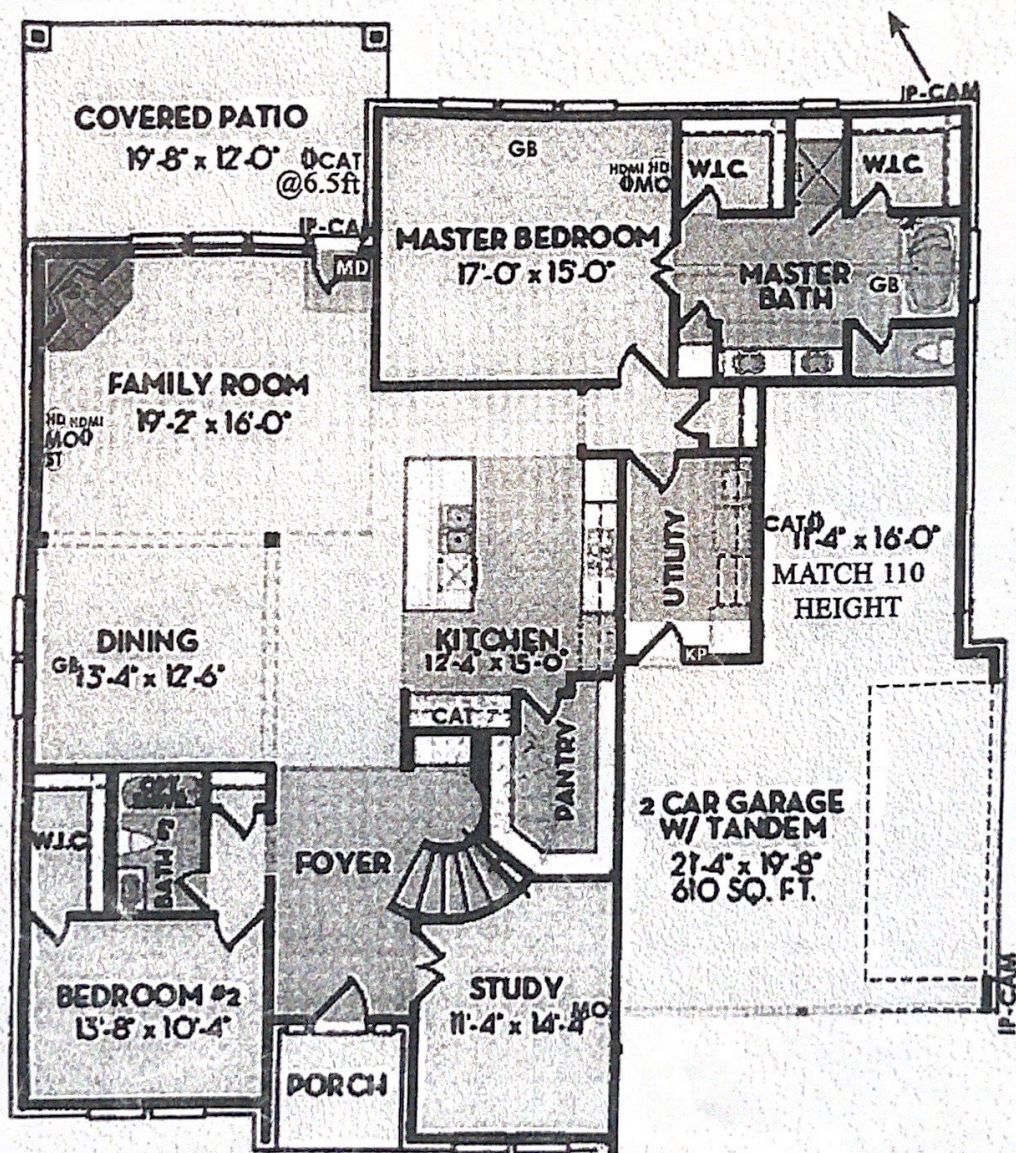 IP-CAM
COVERED PATIO
19'-8" x 12'-0"
CAT
@6.5ft
GB
HDMI HD
MO
W.I.C.
W.I.C.
MASTER BEDROOM
17'-0" x 15'-0"
MD
MASTER
BATH
GB
FAMILY ROOM
19'-2" x 16'-0"
HD HDMI
MO
ST
CAT
11'-4" x 16'-0"
MATCH 110
HEIGHT
UTILITY
DINING
GB
13'-4" x 12'-6"
KITCHEN
12'-4" x 15'-0"
KP
CAT
PANTRY
W.I.C.
FOYER
2 CAR GARAGE
W/ TANDEM
21'-4" x 19'-8"
610 SQ. FT.
BEDROOM #2
13'-8" x 10'-4"
STUDY
11'-4" x 14'-4"
MO
IP-CAM
PORCH